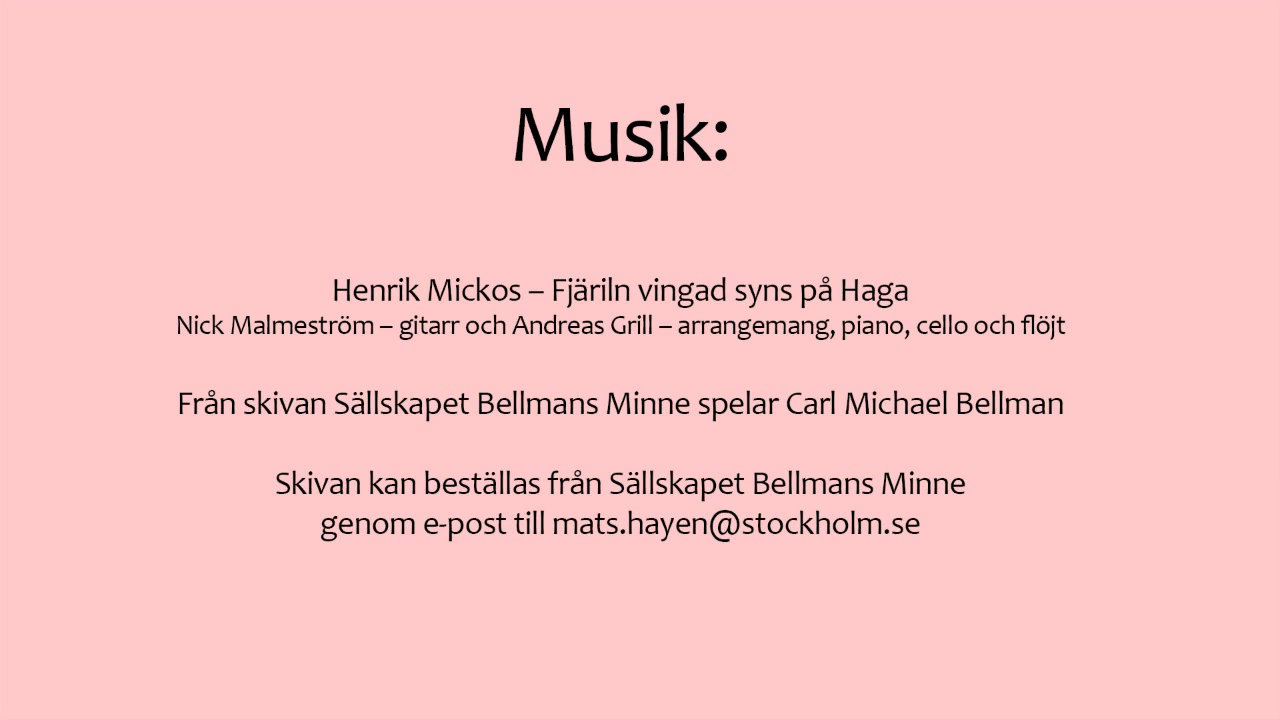 Musik:
Henrik Mickos – Fjäriln vingad syns på Haga
Nick Malmeström – gitarr och Andreas Grill – arrangemang, piano, cello och flöjt
Från skivan Sällskapet Bellmans Minne spelar Carl Michael Bellman
Skivan kan beställas från Sällskapet Bellmans Minne
genom e-post till mats.hayen@stockholm.se